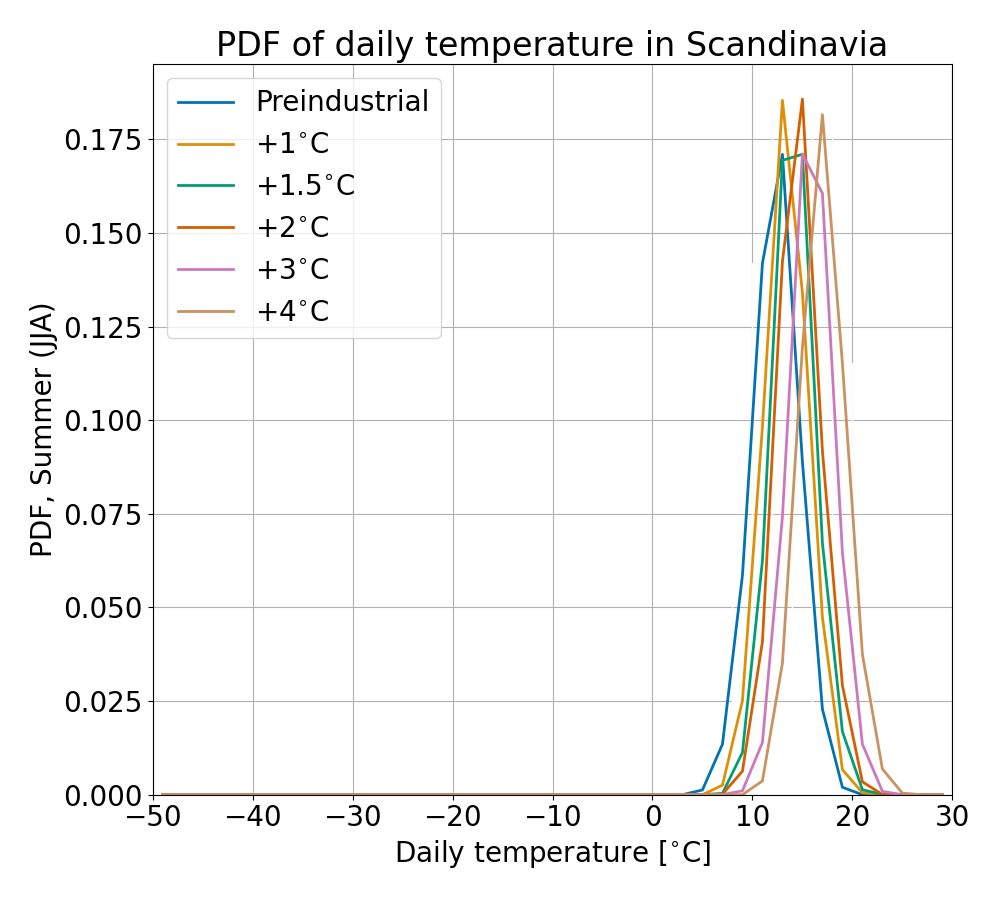 PDF of daily temperature in Scandinavia
Preindustrial
+1°C
+1.5°C
+2°C
+3°C
+4°C
0.175
0.150
0.125
0.100
0.075
0.050
0.025
0.000
PDF, Summer (JJA)
−50 −40 −30 −20 −10 0 10 20 30
Daily temperature [°C]